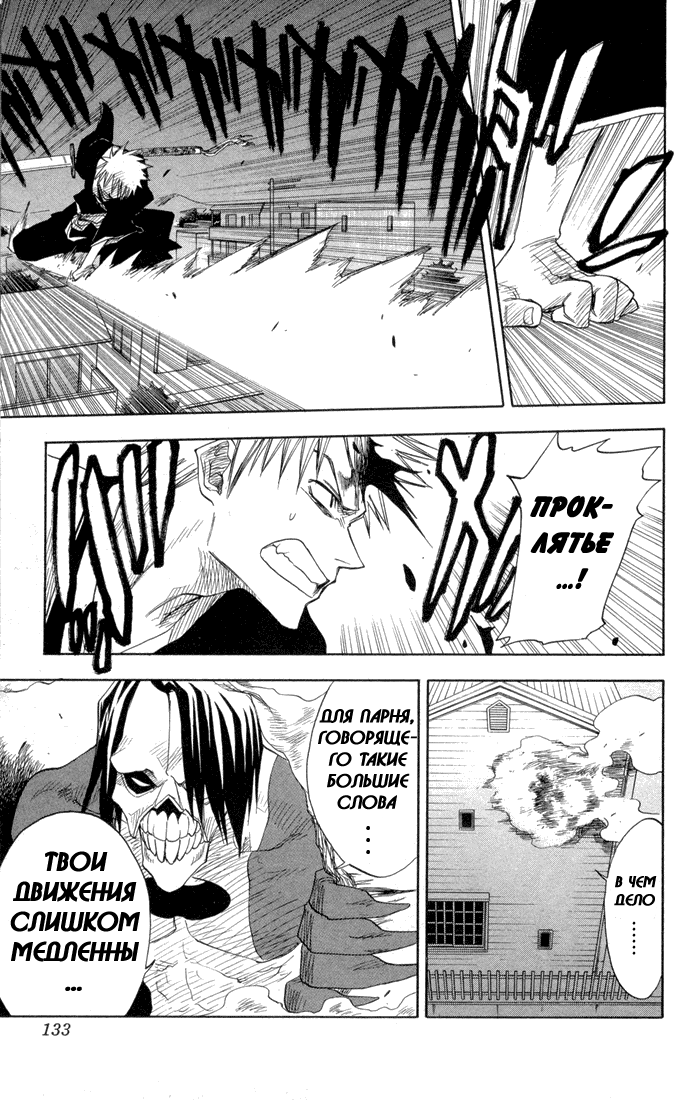 ПРОК-
ЛЯТЬЕ
...!
В ЧЕМ
ДЕЛО
......
ДЛЯ ПАРНЯ,
ГОВОРЯЩЕ-
ГО ТАКИЕ
БОЛЬШИЕ
СЛОВА
...
ТВОИ
ДВИЖЕНИЯ
СЛИШКОМ
МЕДЛЕННЫ
...
133